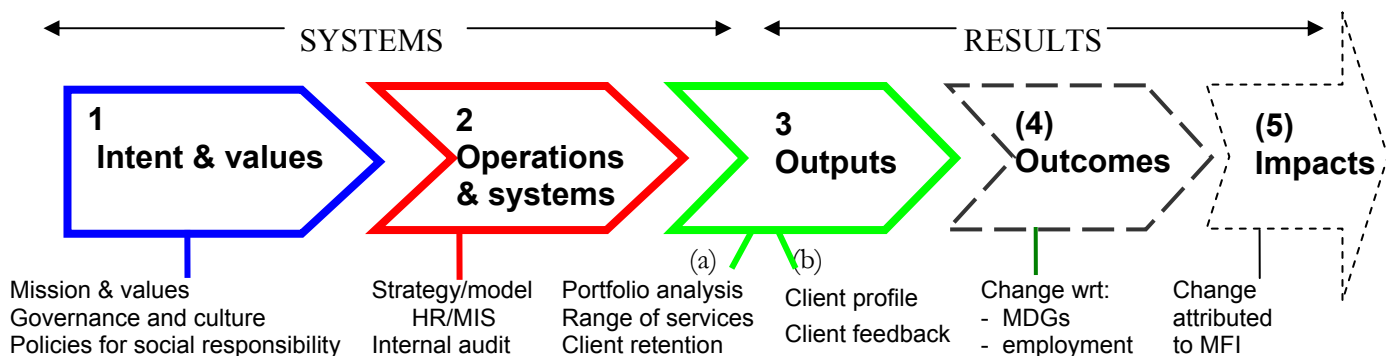 SYSTEMS
RESULTS
1
Intent & values
2
Operations
& systems
3
Outputs
(4)
Outcomes
(5)
Impacts
Mission & values
Governance and culture
Policies for social responsibility
Strategy/model
HR/MIS
Internal audit
(a)
Portfolio analysis
Range of services
Client retention
(b)
Client profile
Client feedback
Change wrt:
- MDGs
- employment
Change
attributed
to MFI